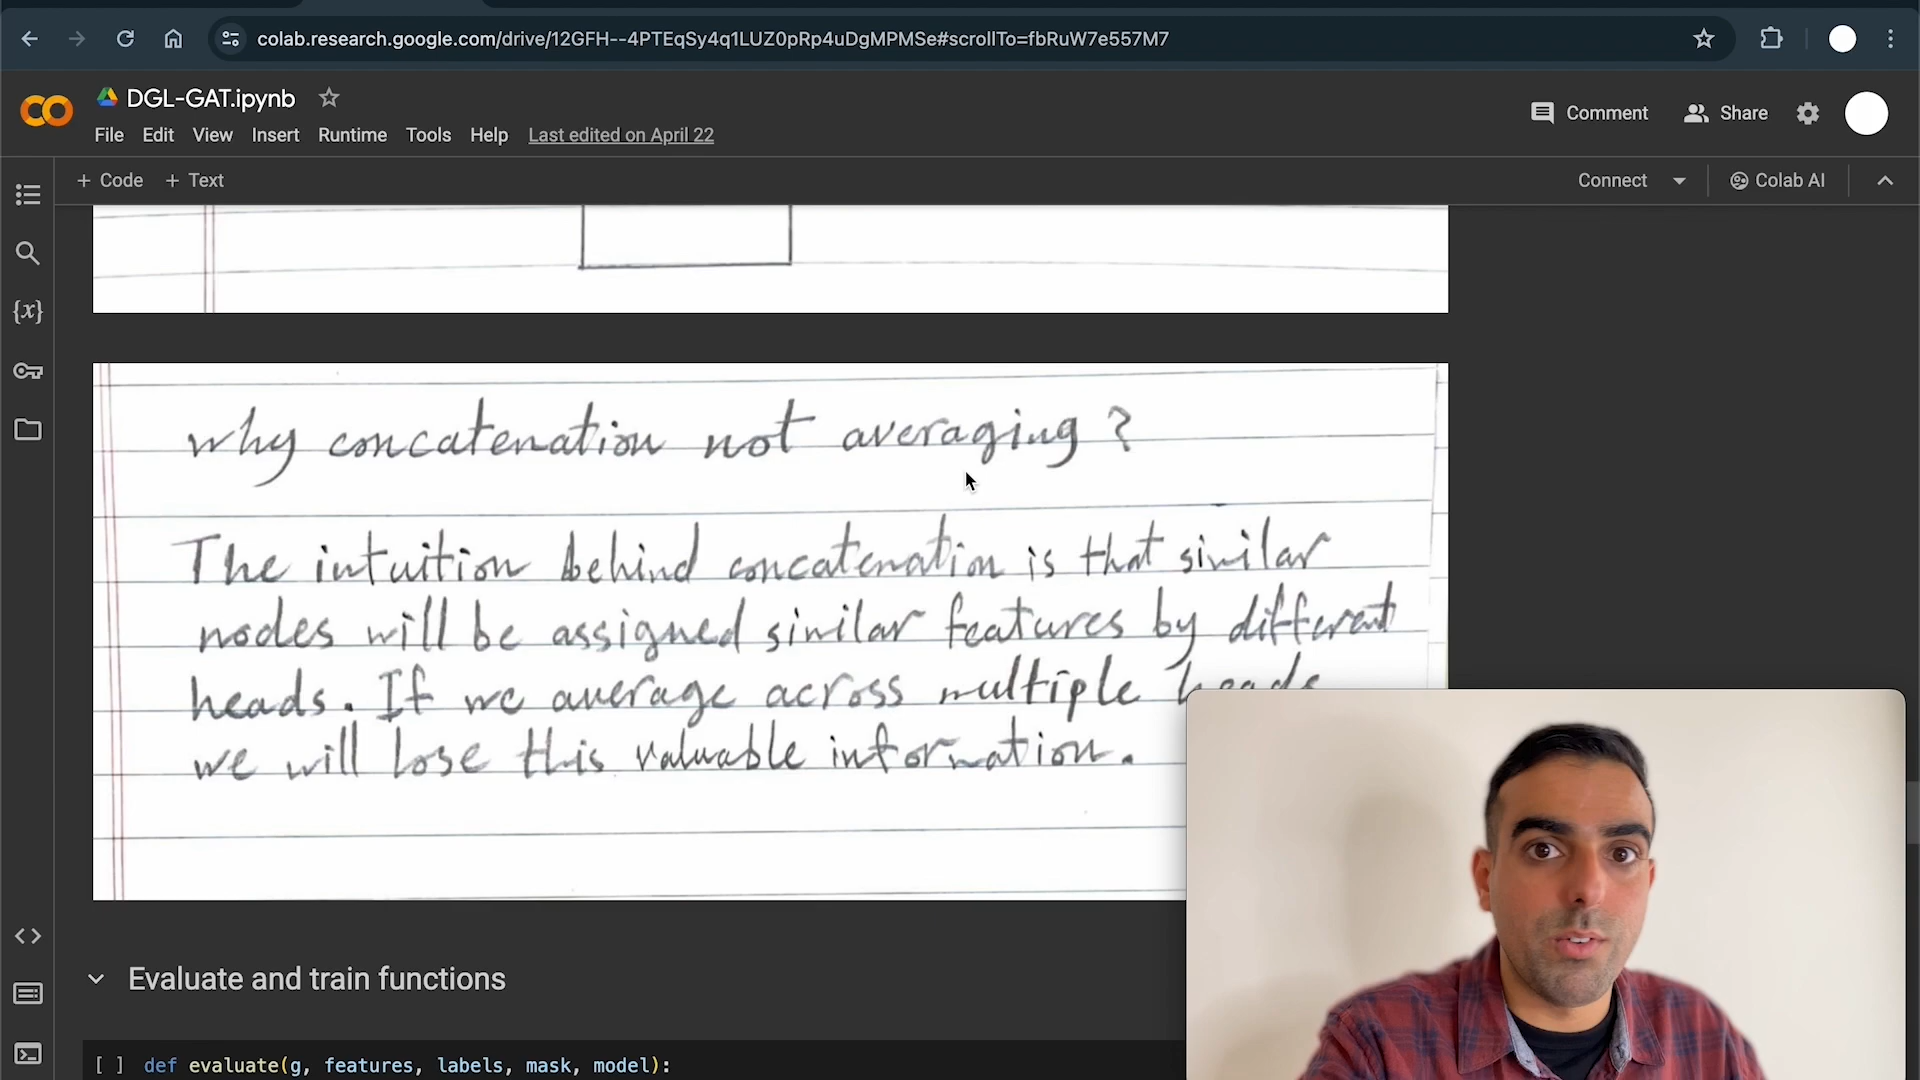 colab.research.google.com/drive/12GFH--4PTEqSy4q1LUZ0pRp4uDgMPMSe#scrollTo=fbRuW7e557M7
DGL-GAT.ipynb
File Edit View Insert Runtime Tools Help Last edited on April 22
Comment Share
+ Code + Text
Connect Colab AI
{x}
why concatenation not averaging?
The intuition behind concatenation is that similar
nodes will be assigned similar features by different
heads. If we average across multiple heads
we will lose this valuable information.
Evaluate and train functions
[ ] def evaluate(g, features, labels, mask, model):